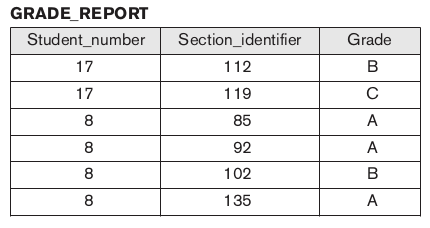 GRADE_REPORT
Student_number Section_identifier Grade
17 112 B
17 119 C
8 85 A
8 92 A
8 102 B
8 135 A